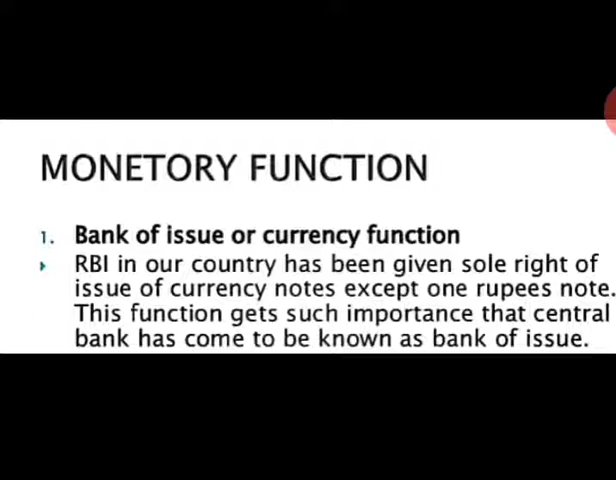 MONETORY FUNCTION
1. Bank of issue or currency function
RBI in our country has been given sole right of
issue of currency notes except one rupees note.
This function gets such importance that central
bank has come to be known as bank of issue.